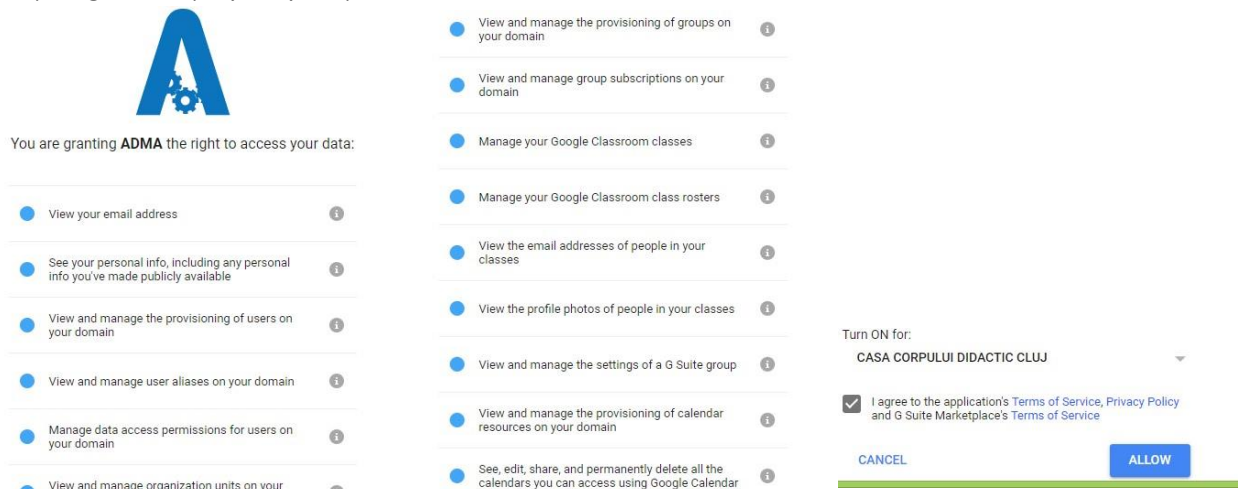 You are granting ADMA the right to access your data:
View your email address
See your personal info, including any personal
info you've made publicly available
View and manage the provisioning of users on
your domain
View and manage user aliases on your domain
Manage data access permissions for users on
your domain
View and manage organization units on your
View and manage the provisioning of groups on
your domain
View and manage group subscriptions on your
domain
Manage your Google Classroom classes
Manage your Google Classroom class rosters
View the email addresses of people in your
classes
View the profile photos of people in your classes
View and manage the settings of a G Suite group
View and manage the provisioning of calendar
resources on your domain
See, edit, share, and permanently delete all the
calendars you can access using Google Calendar
Turn ON for:
CASA CORPULUI DIDACTIC CLUJ
I agree to the application's Terms of Service, Privacy Policy
and G Suite Marketplace's Terms of Service
CANCEL
ALLOW